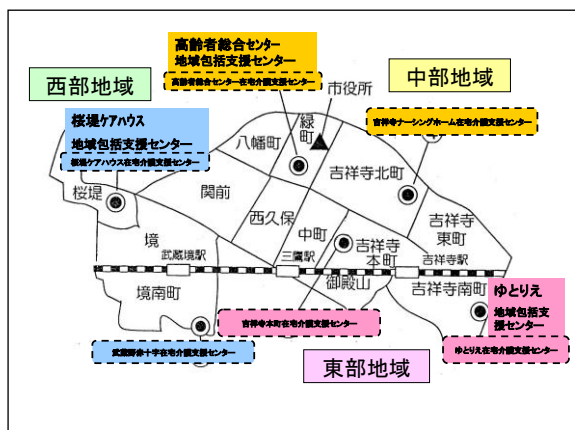 高齢者総合センター
地域包括支援センター
高齢者総合センター在宅介護支援センター
西部地域
市役所
中部地域
桜堤ケアハウス
地域包括支援センター
桜堤ケアハウス在宅介護支援センター
吉祥寺ナーシングホーム在宅介護支援センター
緑町
八幡町
吉祥寺北町
関前
桜堤
西久保
吉祥寺東町
境
中町
吉祥寺本町
武蔵境駅
三鷹駅
吉祥寺駅
御殿山
境南町
吉祥寺南町
ゆとりえ
地域包括支
援センター
吉祥寺本町在宅介護支援センター
武蔵野赤十字在宅介護支援センター
ゆとりえ在宅介護支援センター
東部地域